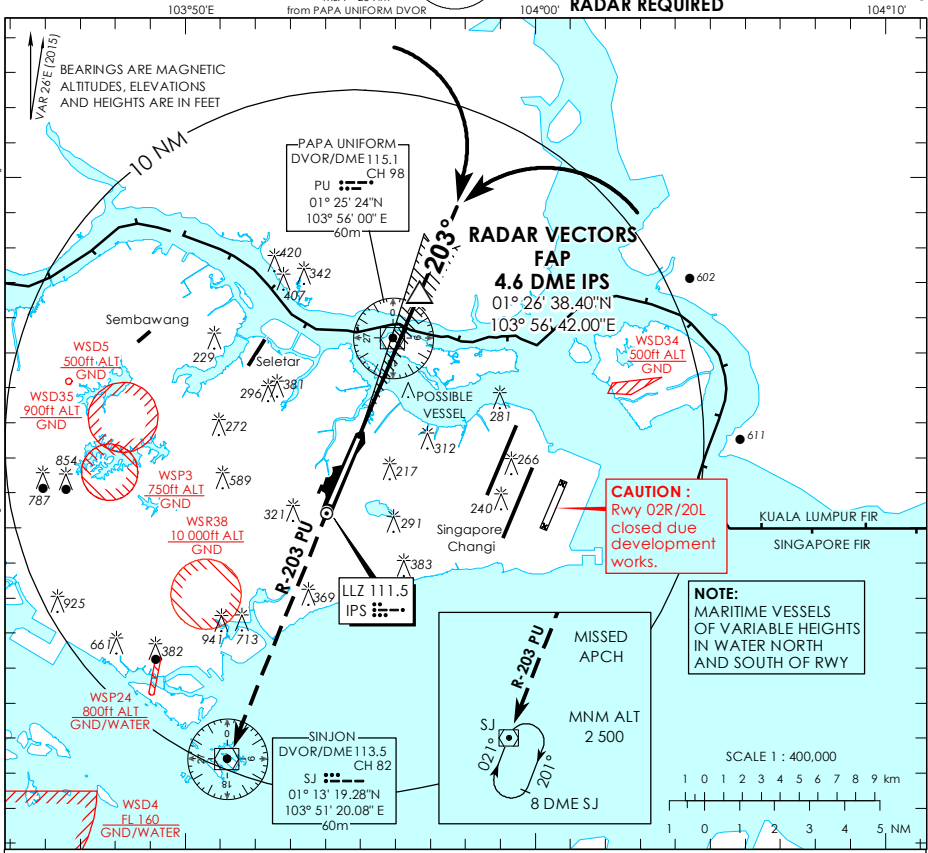 from PAPA UNIFORM DVOR
RADAR REQUIRED
103°50'E
104°00'E
104°10'E
VAR 26'E (2015)
BEARINGS ARE MAGNETIC
ALTITUDES, ELEVATIONS
AND HEIGHTS ARE IN FEET
10 NM
PAPA UNIFORM
DVOR/DME 115.1
CH 98
PU
01° 25' 24"N
103° 56' 00" E
60m
203°
RADAR VECTORS
FAP
4.6 DME IPS
01° 26' 38.40"N
103° 56' 42.00"E
420
342
407
602
Sembawang
229
Seletar
WSD5
500ft ALT
GND
WSD35
900ft ALT
GND
WSD34
500ft ALT
GND
296
381
POSSIBLE
VESSEL
281
272
312
611
854
787
WSP3
750ft ALT
GND
589
217
266
240
321
291
Singapore
Changi
CAUTION :
Rwy 02R/20L
closed due
development
works.
KUALA LUMPUR FIR
SINGAPORE FIR
WSR38
10 000ft ALT
GND
383
R-203 PU
LLZ 111.5
IPS
369
925
941
713
661
382
NOTE:
MARITIME VESSELS
OF VARIABLE HEIGHTS
IN WATER NORTH
AND SOUTH OF RWY
WSP24
800ft ALT
GND/WATER
SINJON
DVOR/DME 113.5
CH 82
SJ
01° 13' 19.28"N
103° 51' 20.08" E
60m
R-203 PU
MISSED
APCH
MNM ALT
2 500
SJ
021°
201°
8 DME SJ
WSD4
FL 160
GND/WATER
SCALE 1 : 400,000
1 0 1 2 3 4 5 6 7 8 9 km
1 0 1 2 3 4 5 NM